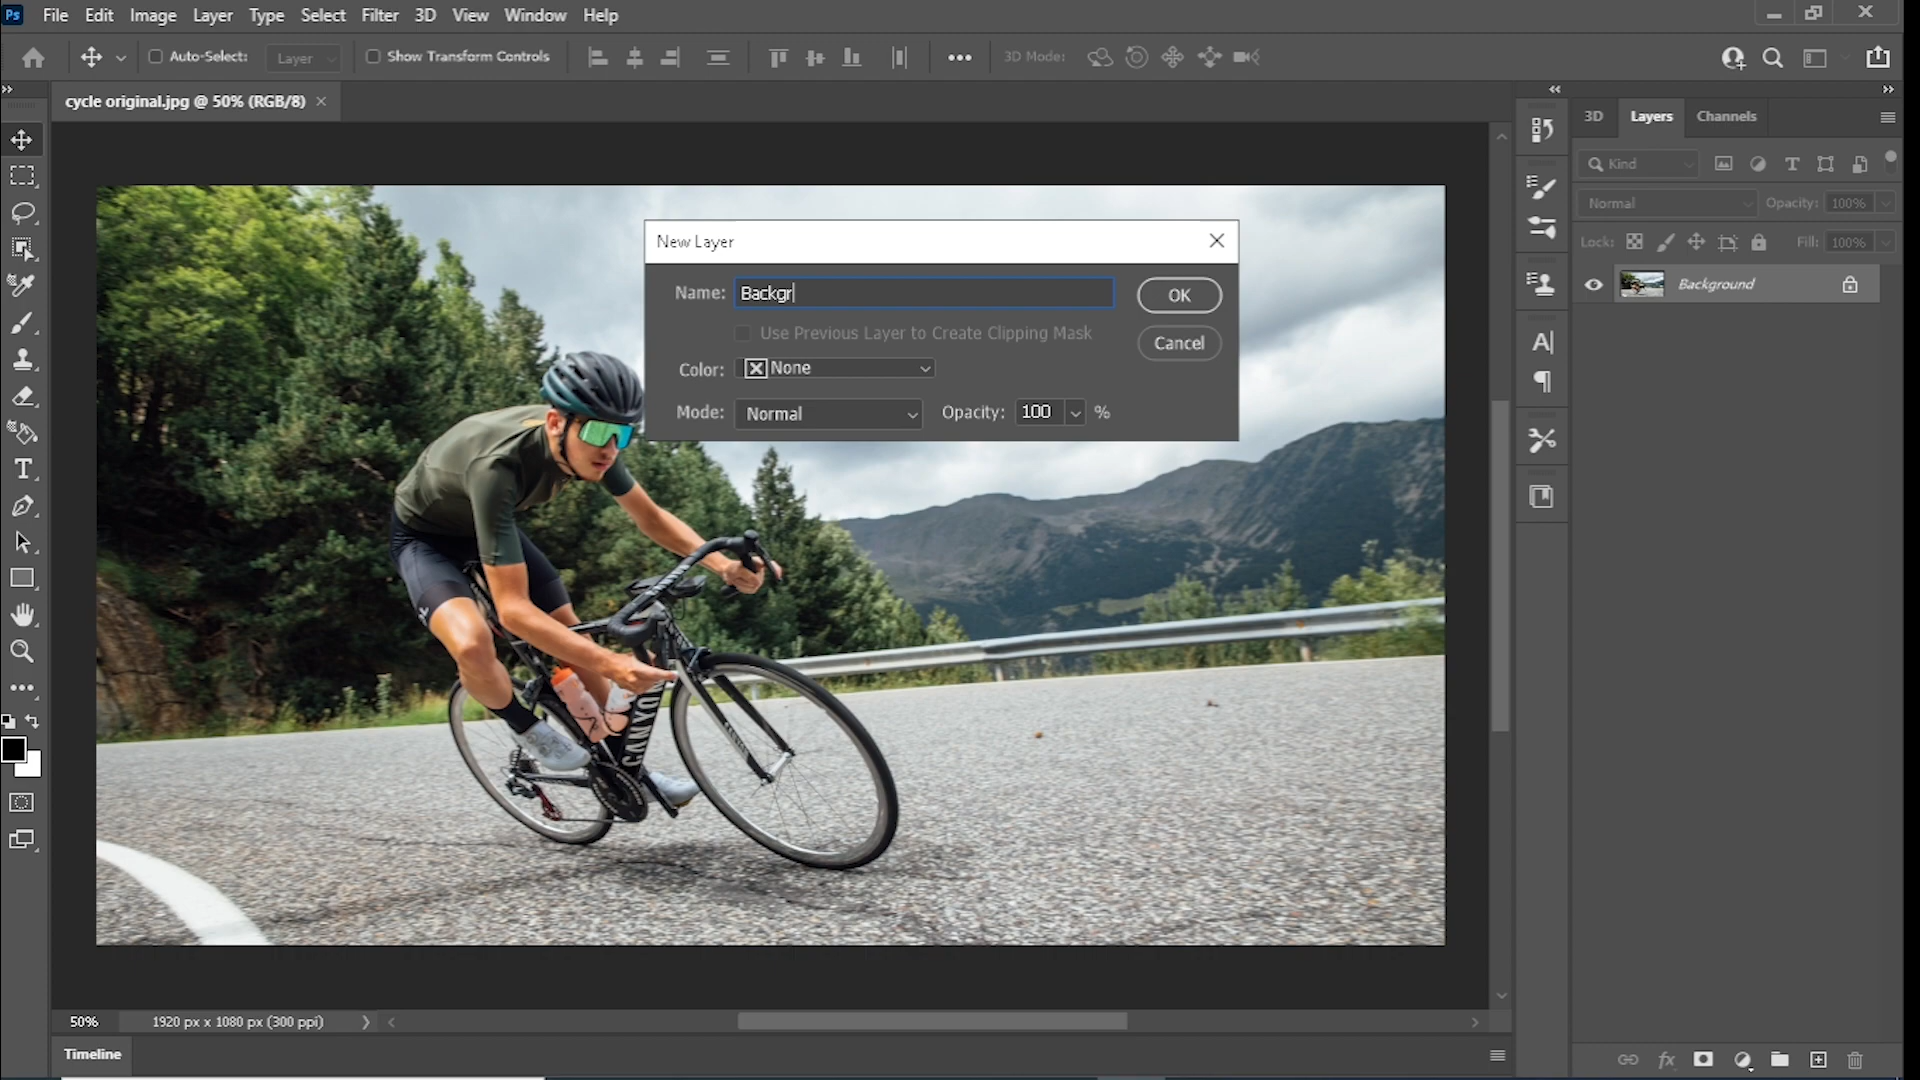 Ps File Edit Image Layer Type Select Filter 3D View Window Help
Auto-Select: Layer Show Transform Controls 3D Mode:
cycle original.jpg @ 50% (RGB/8)
3D Layers Channels
Kind
Normal Opacity: 100%
Lock: Fill: 100%
Background
New Layer
Name: Backgr
OK
Use Previous Layer to Create Clipping Mask
Cancel
Color: None
Mode: Normal Opacity: 100 %
CANYON
50% 1920 px x 1080 px (300 ppi)
Timeline
fx